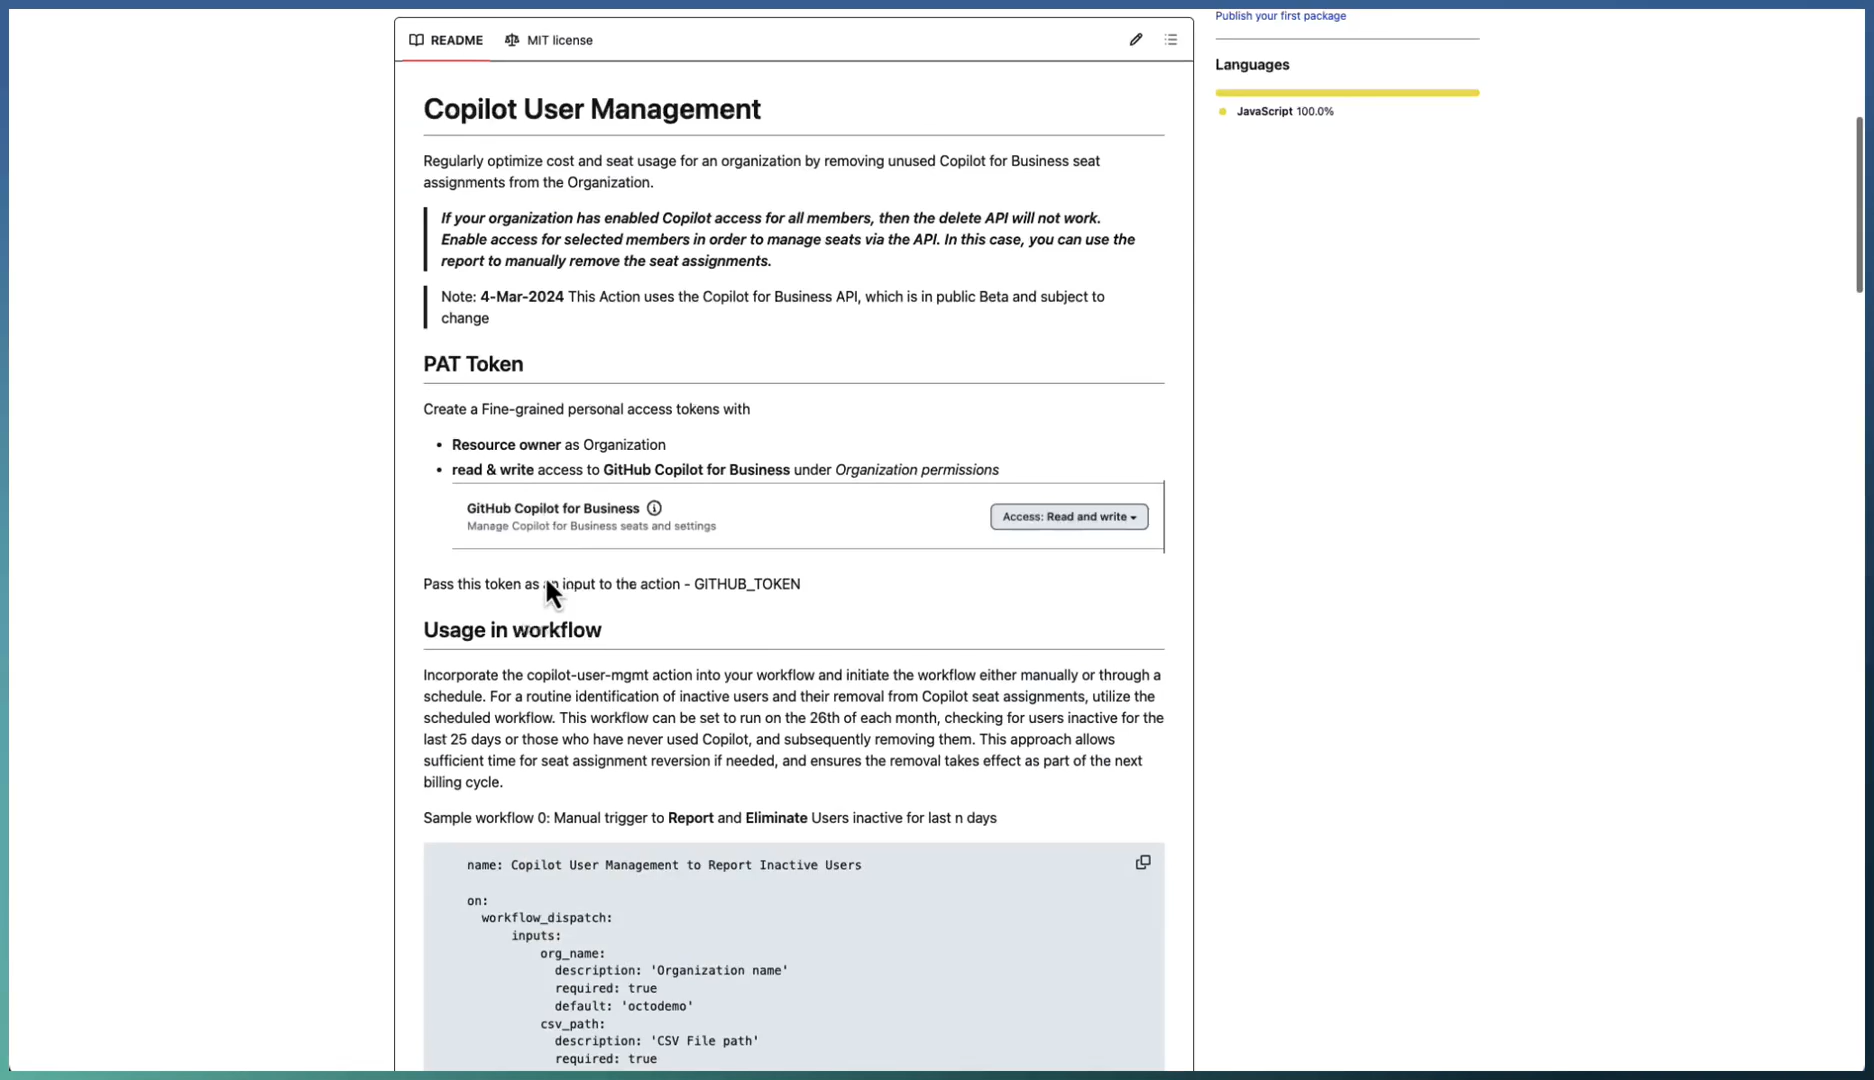 Publish your first package
README
MIT license
Languages
JavaScript 100.0%
Copilot User Management
Regularly optimize cost and seat usage for an organization by removing unused Copilot for Business seat
assignments from the Organization.
If your organization has enabled Copilot access for all members, then the delete API will not work.
Enable access for selected members in order to manage seats via the API. In this case, you can use the
report to manually remove the seat assignments.
Note: 4-Mar-2024 This Action uses the Copilot for Business API, which is in public Beta and subject to
change
PAT Token
Create a Fine-grained personal access tokens with
• Resource owner as Organization
• read & write access to GitHub Copilot for Business under Organization permissions
GitHub Copilot for Business
Manage Copilot for Business seats and settings
Access: Read and write
Pass this token as an input to the action - GITHUB_TOKEN
Usage in workflow
Incorporate the copilot-user-mgmt action into your workflow and initiate the workflow either manually or through a
schedule. For a routine identification of inactive users and their removal from Copilot seat assignments, utilize the
scheduled workflow. This workflow can be set to run on the 26th of each month, checking for users inactive for the
last 25 days or those who have never used Copilot, and subsequently removing them. This approach allows
sufficient time for seat assignment reversion if needed, and ensures the removal takes effect as part of the next
billing cycle.
Sample workflow 0: Manual trigger to Report and Eliminate Users inactive for last n days
name: Copilot User Management to Report Inactive Users
on:
workflow_dispatch:
inputs:
org_name:
description: 'Organization name'
required: true
default: 'octodemo'
csv_path:
description: 'CSV File path'
required: true